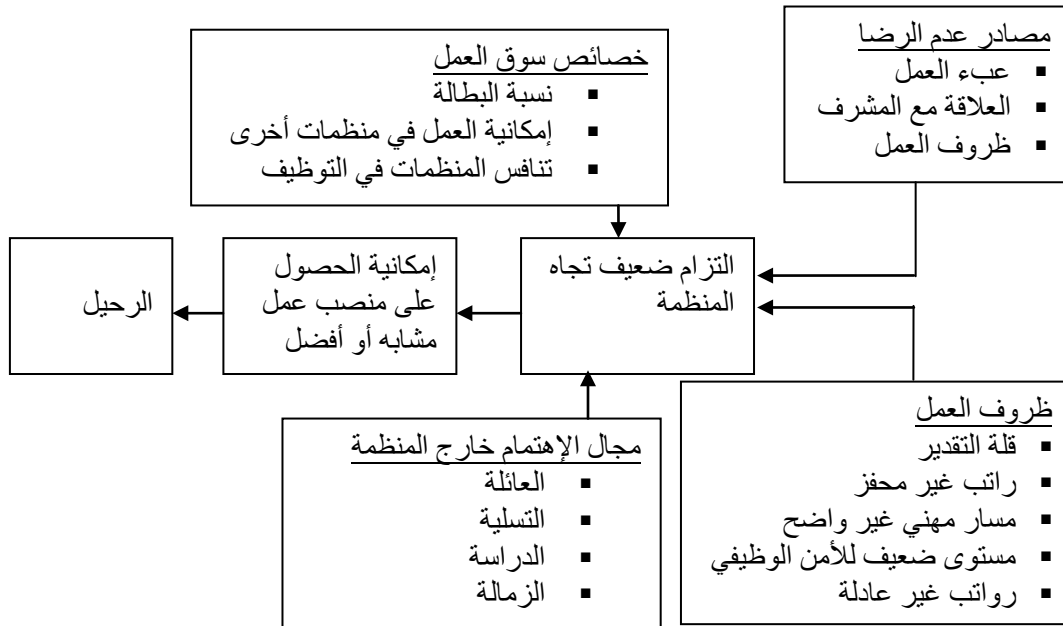 مصادر عدم الرضا
عبء العمل
العلاقة مع المشرف
ظروف العمل
خصائص سوق العمل
نسبة البطالة
إمكانية العمل في منظمات أخرى
تنافس المنظمات في التوظيف
التزام ضعيف تجاه
المنظمة
إمكانية الحصول
على منصب عمل
مشابه أو أفضل
الرحيل
ظروف العمل
قلة التقدير
راتب غير محفز
مسار مهني غير واضح
مستوى ضعيف للأمن الوظيفي
رواتب غير عادلة
مجال الإهتمام خارج المنظمة
العائلة
التسلية
الدراسة
الزمالة